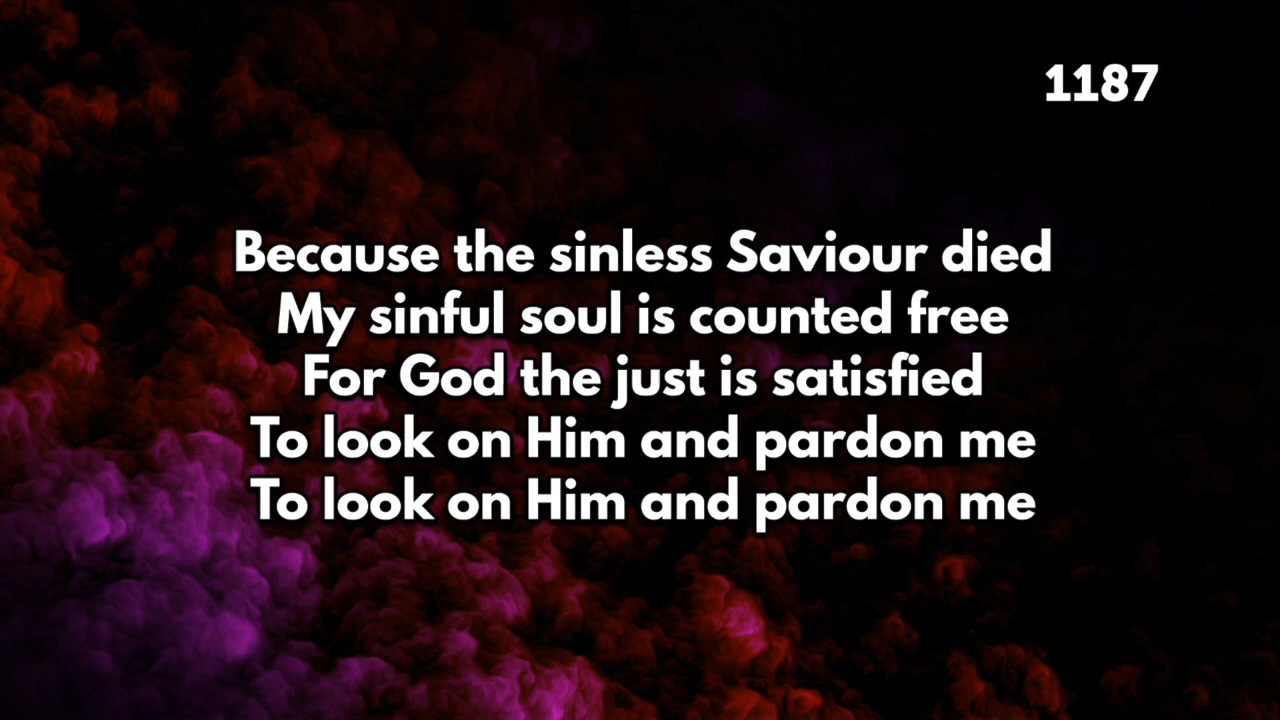 1187
Because the sinless Saviour died
My sinful soul is counted free
For God the just is satisfied
To look on Him and pardon me
To look on Him and pardon me